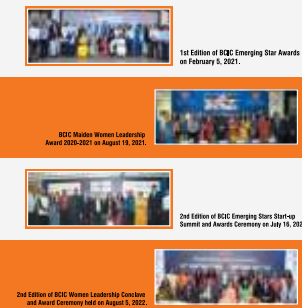 1st Edition of BCIC Emerging Star Awards
on February 5, 2021.
BCIC Maiden Women Leadership
Award 2020-2021 on August 19, 2021.
2nd Edition of BCIC Emerging Stars Start-up
Summit and Awards Ceremony on July 16, 202
2nd Edition of BCIC Women Leadership Conclave
and Award Ceremony held on August 5, 2022.